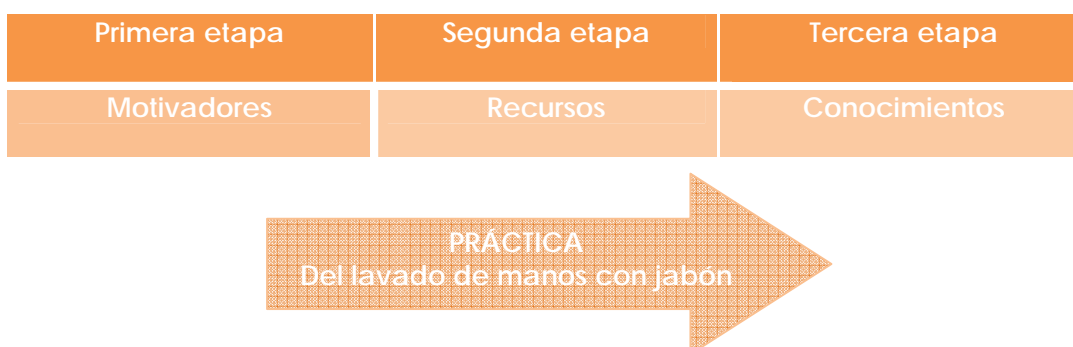 Primera etapa
Segunda etapa
Tercera etapa
Motivadores
Recursos
Conocimientos
PRÁCTICA
Del lavado de manos con jabón